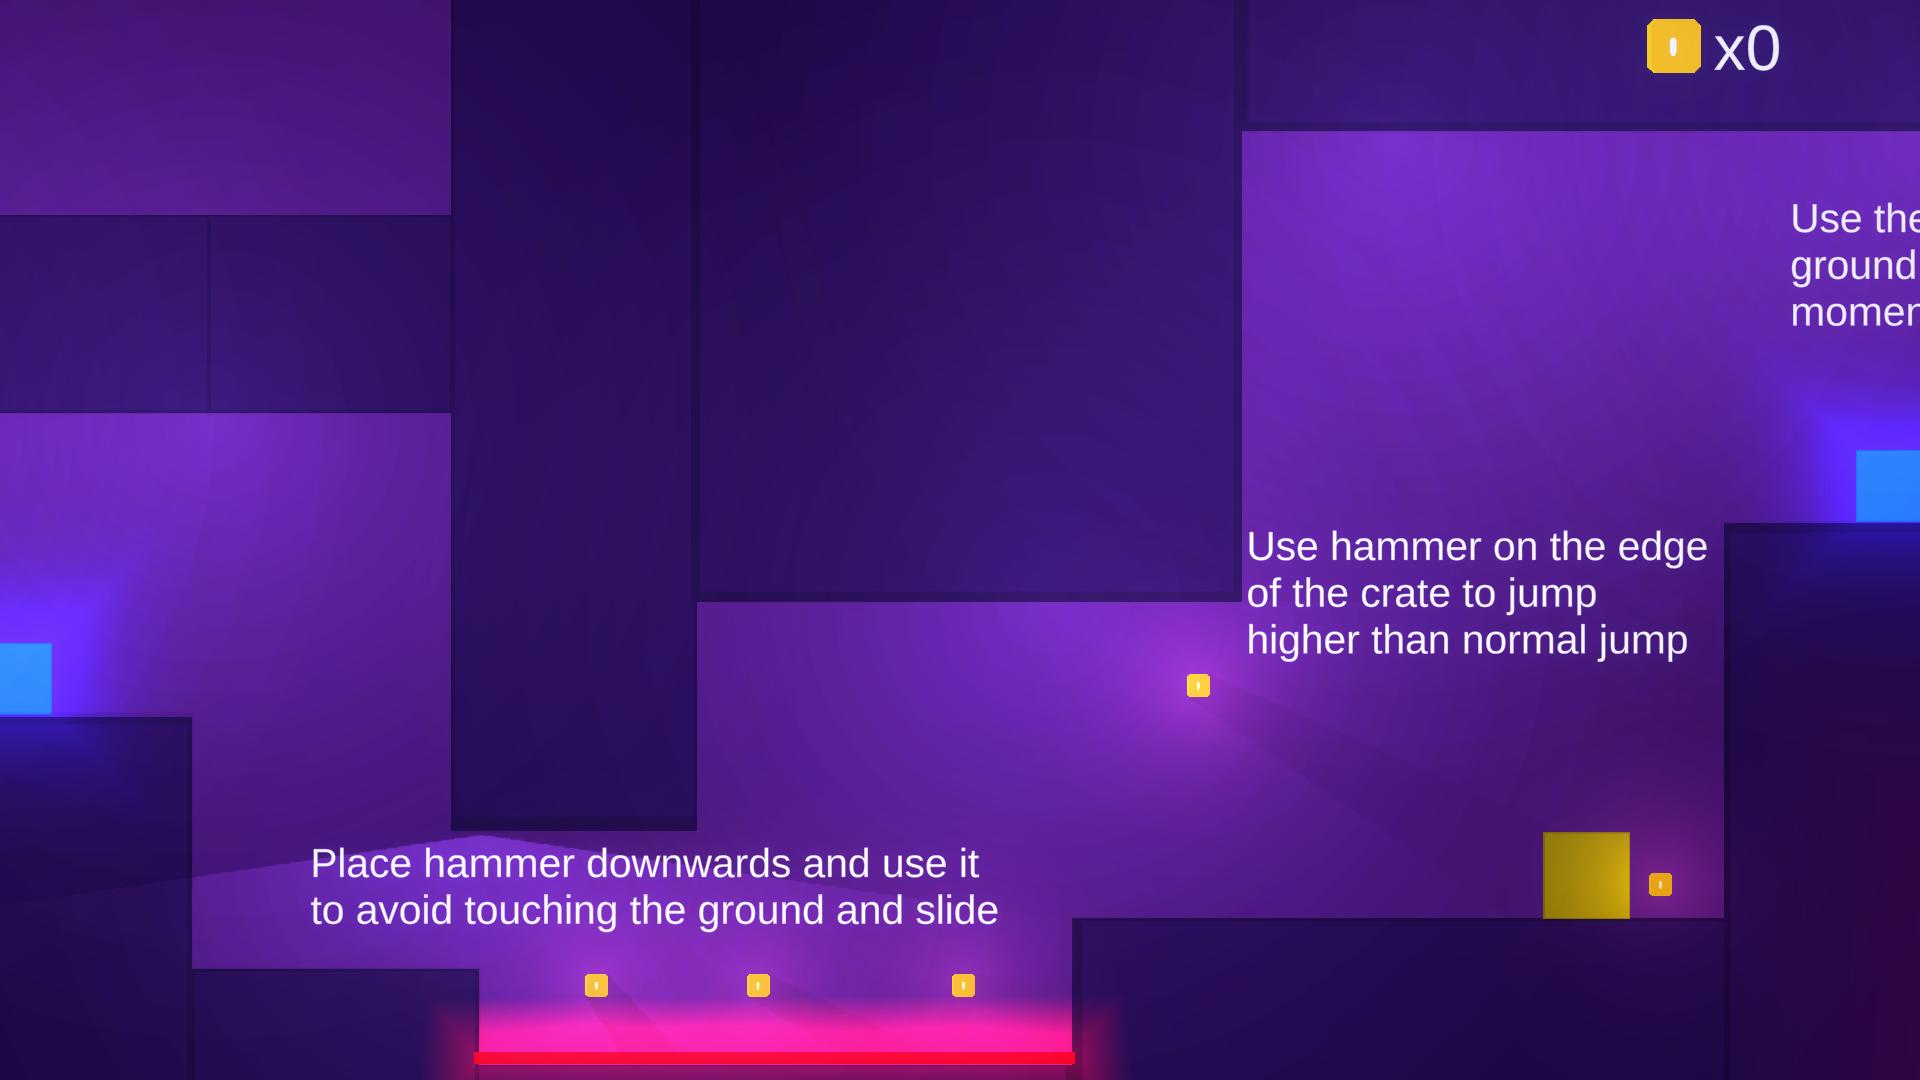 x0
Use the
ground
Use hammer on the edge
of the crate to jump
higher than normal jump
Place hammer downwards and use it
to avoid touching the ground and slide